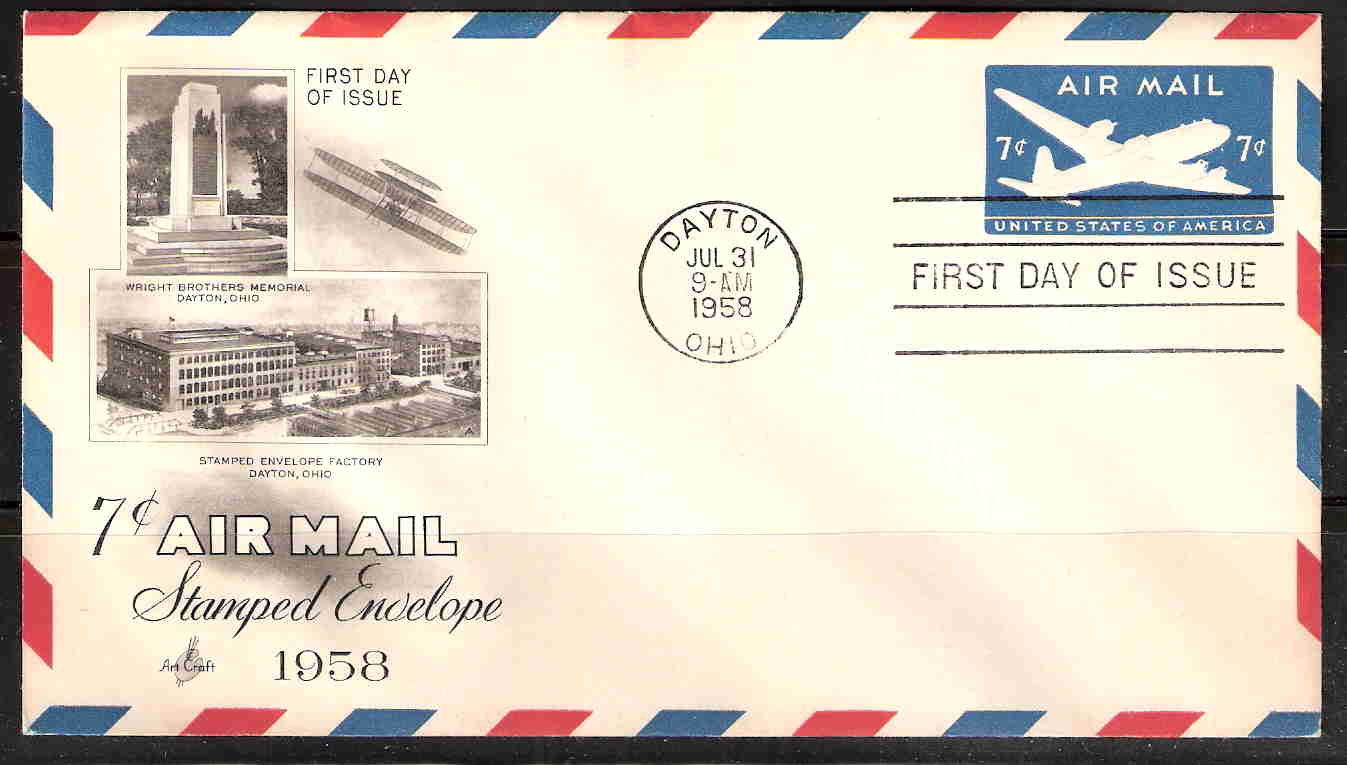 FIRST DAY
OF ISSUE
WRIGHT BROTHERS MEMORIAL
DAYTON, OHIO
STAMPED ENVELOPE FACTORY
DAYTON, OHIO
7¢ AIR MAIL
Stamped Envelope
Art Craft
1958
DAYTON
JUL 31
9-AM
1958
OHIO
AIR MAIL
7¢ 7¢
UNITED STATES OF AMERICA
FIRST DAY OF ISSUE